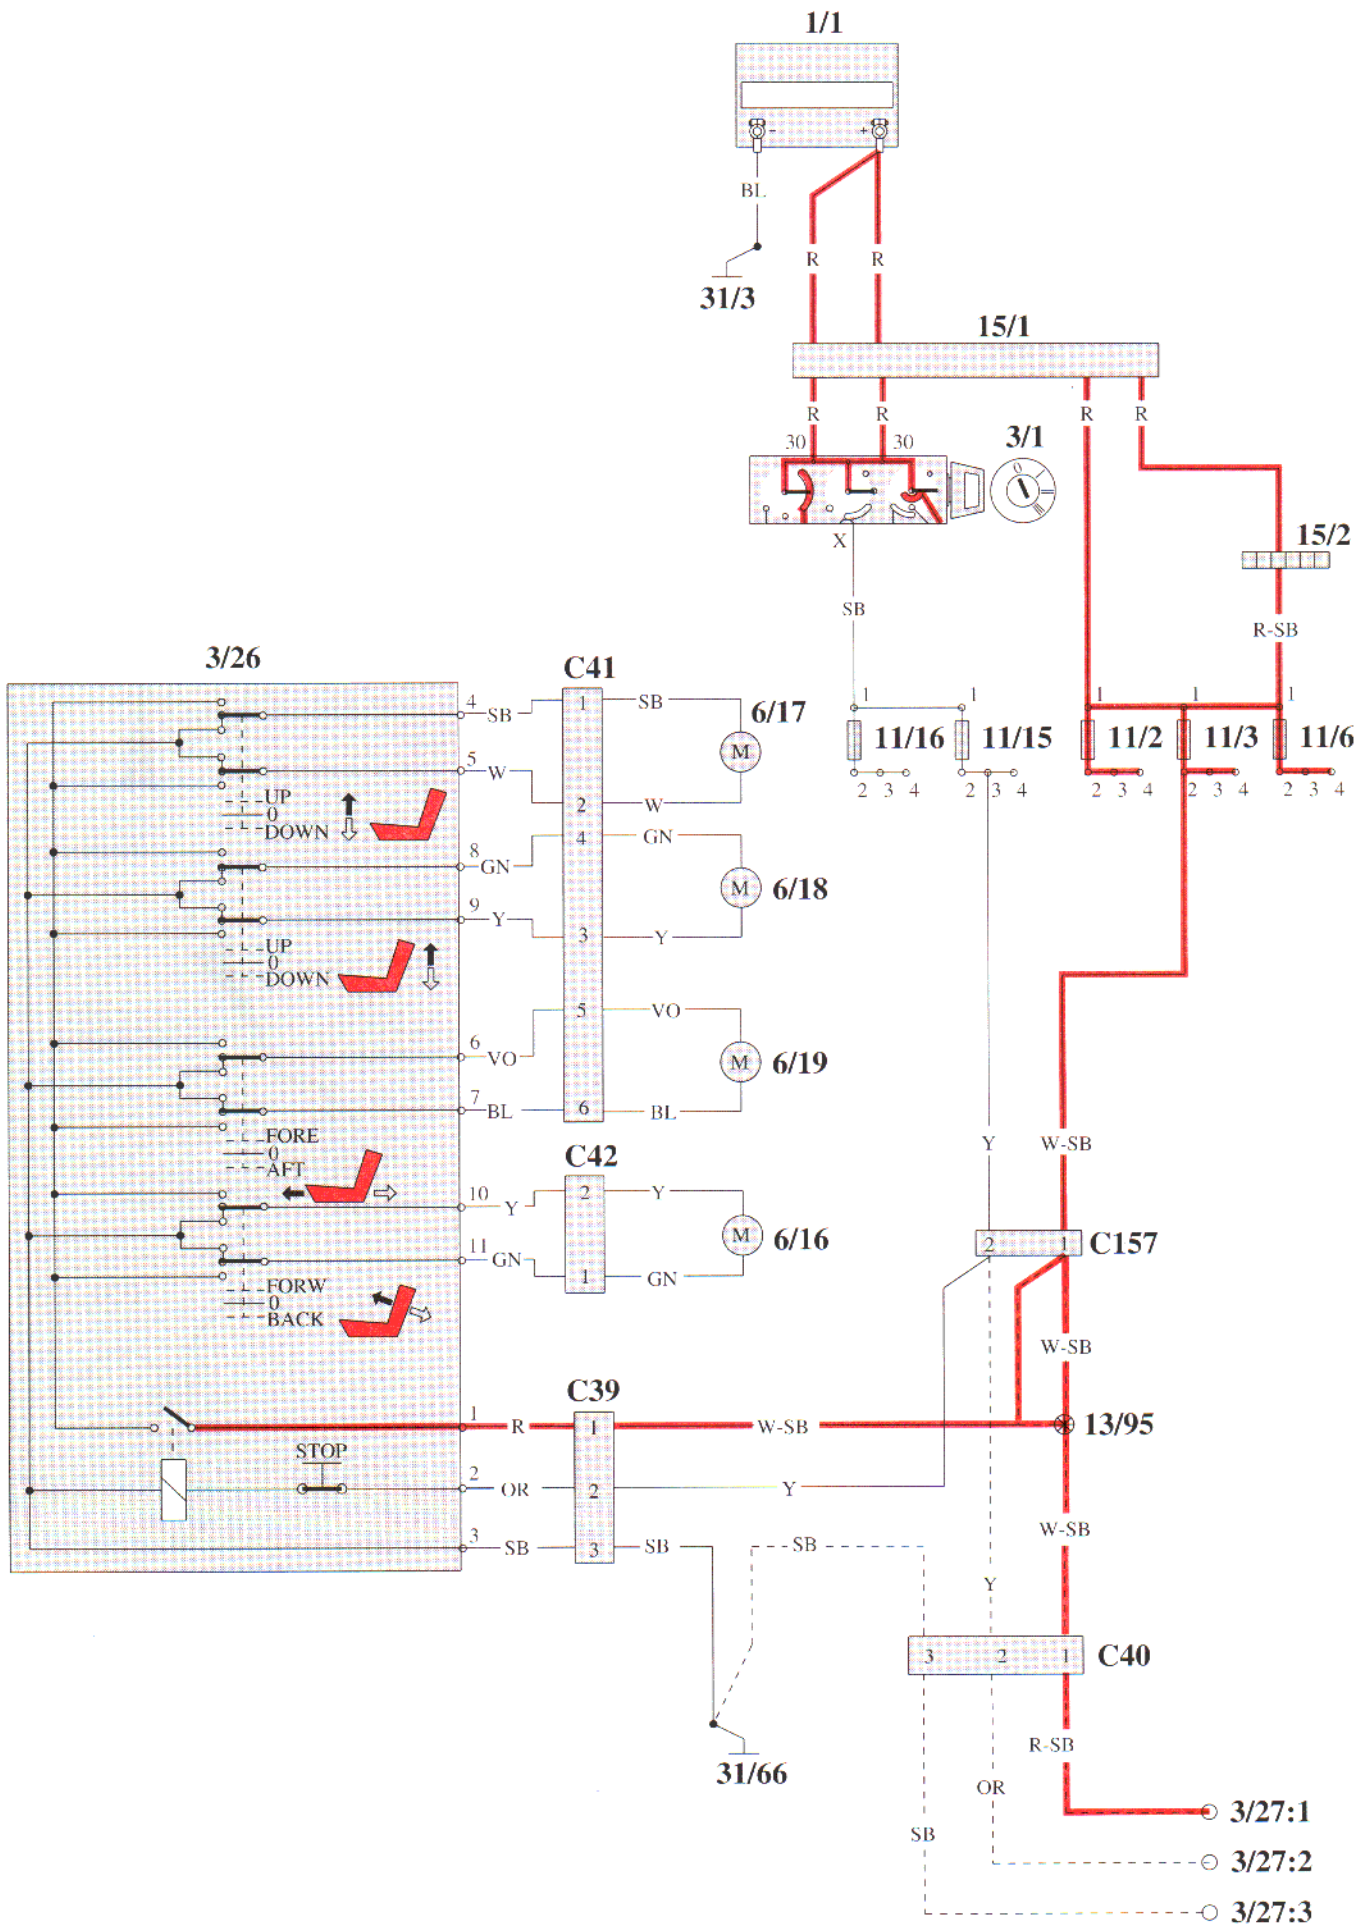 1/1
- +
BL
R R
31/3
15/1
R R R R
30 30
3/1
0 I II III
X
15/2
SB
R-SB
3/26
C41
4 SB 1 SB
6/17
M
5 W 2 W
1 1 1 1 1
11/16 11/15 11/2 11/3 11/6
2 3 4 2 3 4 2 3 4 2 3 4 2 3 4
UP
0
DOWN
8 GN 4 GN
M 6/18
9 Y 3 Y
UP
0
DOWN
5 VO
6 VO
M 6/19
7 BL 6 BL
FORE
0
AFT
Y W-SB
C42
10 Y 2 Y
M 6/16
11 GN 1 GN
2 1 C157
FORW
0
BACK
W-SB
C39
1 R 1 W-SB 13/95
STOP
2 OR 2 Y
3 SB 3 SB SB
W-SB
Y
3 2 1 C40
R-SB
31/66
OR
3/27:1
SB
3/27:2
3/27:3